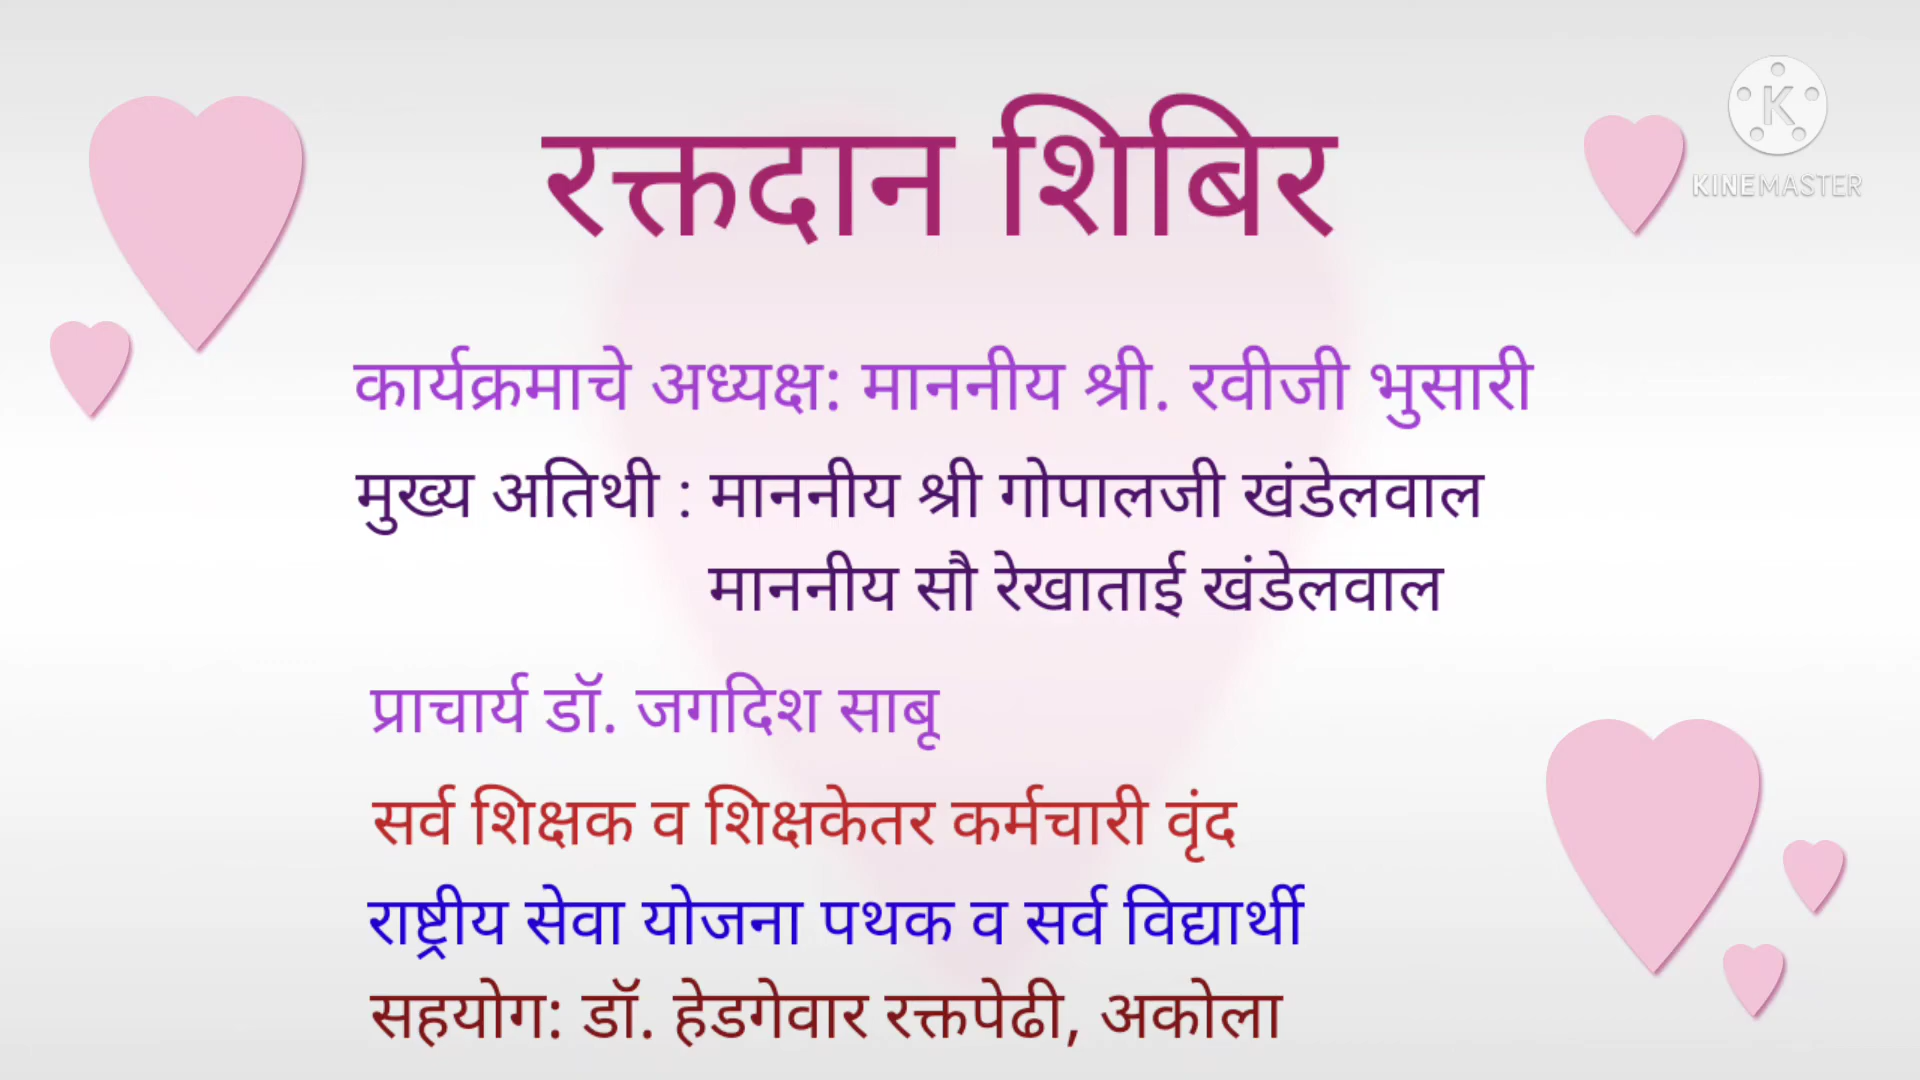 रक्तदान शिबिर
K
KINEMASTER
कार्यक्रमाचे अध्यक्ष: माननीय श्री. रवीजी भुसारी
मुख्य अतिथी : माननीय श्री गोपालजी खंडेलवाल
माननीय सौ रेखाताई खंडेलवाल
प्राचार्य डॉ. जगदिश साबू
सर्व शिक्षक व शिक्षकेतर कर्मचारी वृंद
राष्ट्रीय सेवा योजना पथक व सर्व विद्यार्थी
सहयोग: डॉ. हेडगेवार रक्तपेढी, अकोला